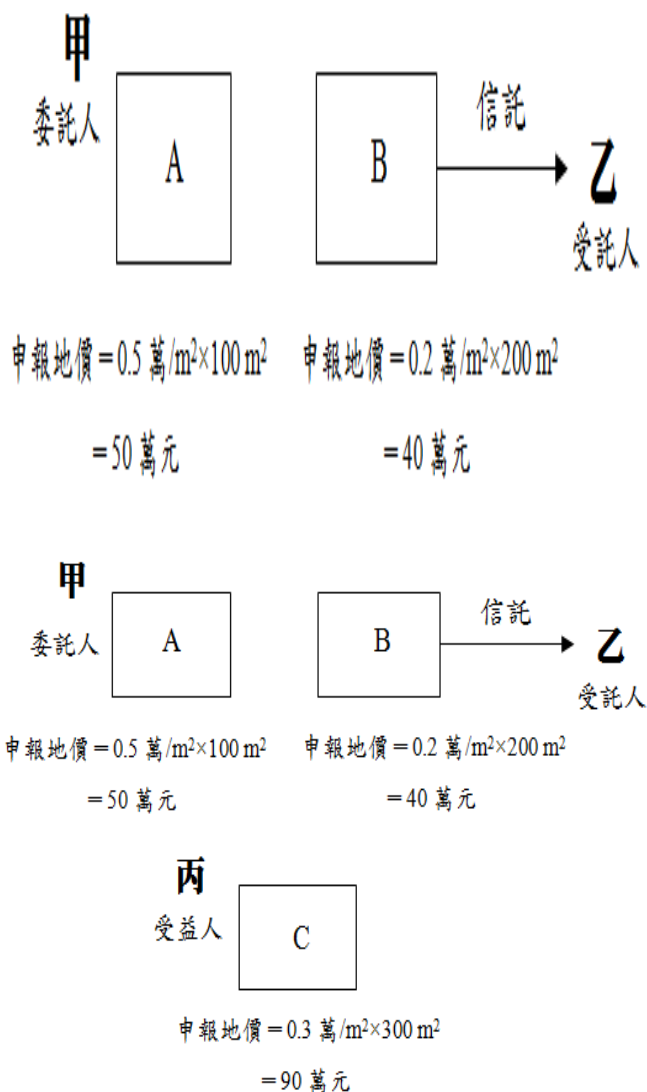 甲
委託人
A
B
信託
乙
受託人
申報地價＝0.5 萬/m²×100 m²
＝50 萬元
申報地價＝0.2 萬/m²×200 m²
＝40 萬元
甲
委託人
A
B
信託
乙
受託人
申報地價＝0.5 萬/m²×100 m²
＝50 萬元
申報地價＝0.2 萬/m²×200 m²
＝40 萬元
丙
受益人
C
申報地價＝0.3 萬/m²×300 m²
＝90 萬元